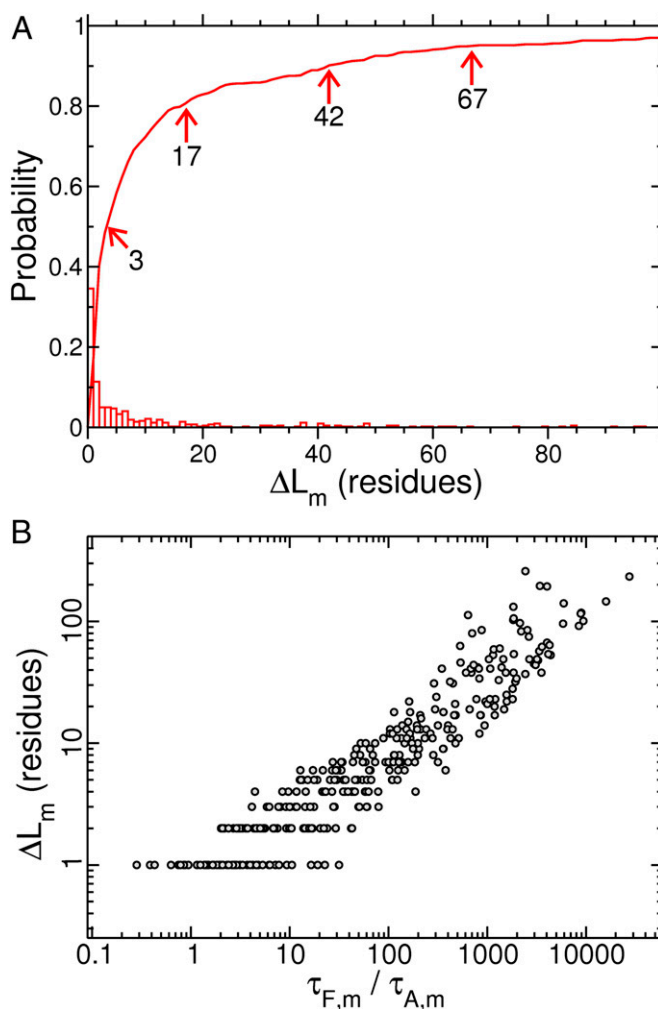 A
Probability
1
0.8
0.6
0.4
0.2
0
3
17
42
67
0 20 40 60 80
ΔLₘ (residues)
B
ΔLₘ (residues)
100
10
1
0.1 1 10 100 1000 10000
τF,m / τA,m